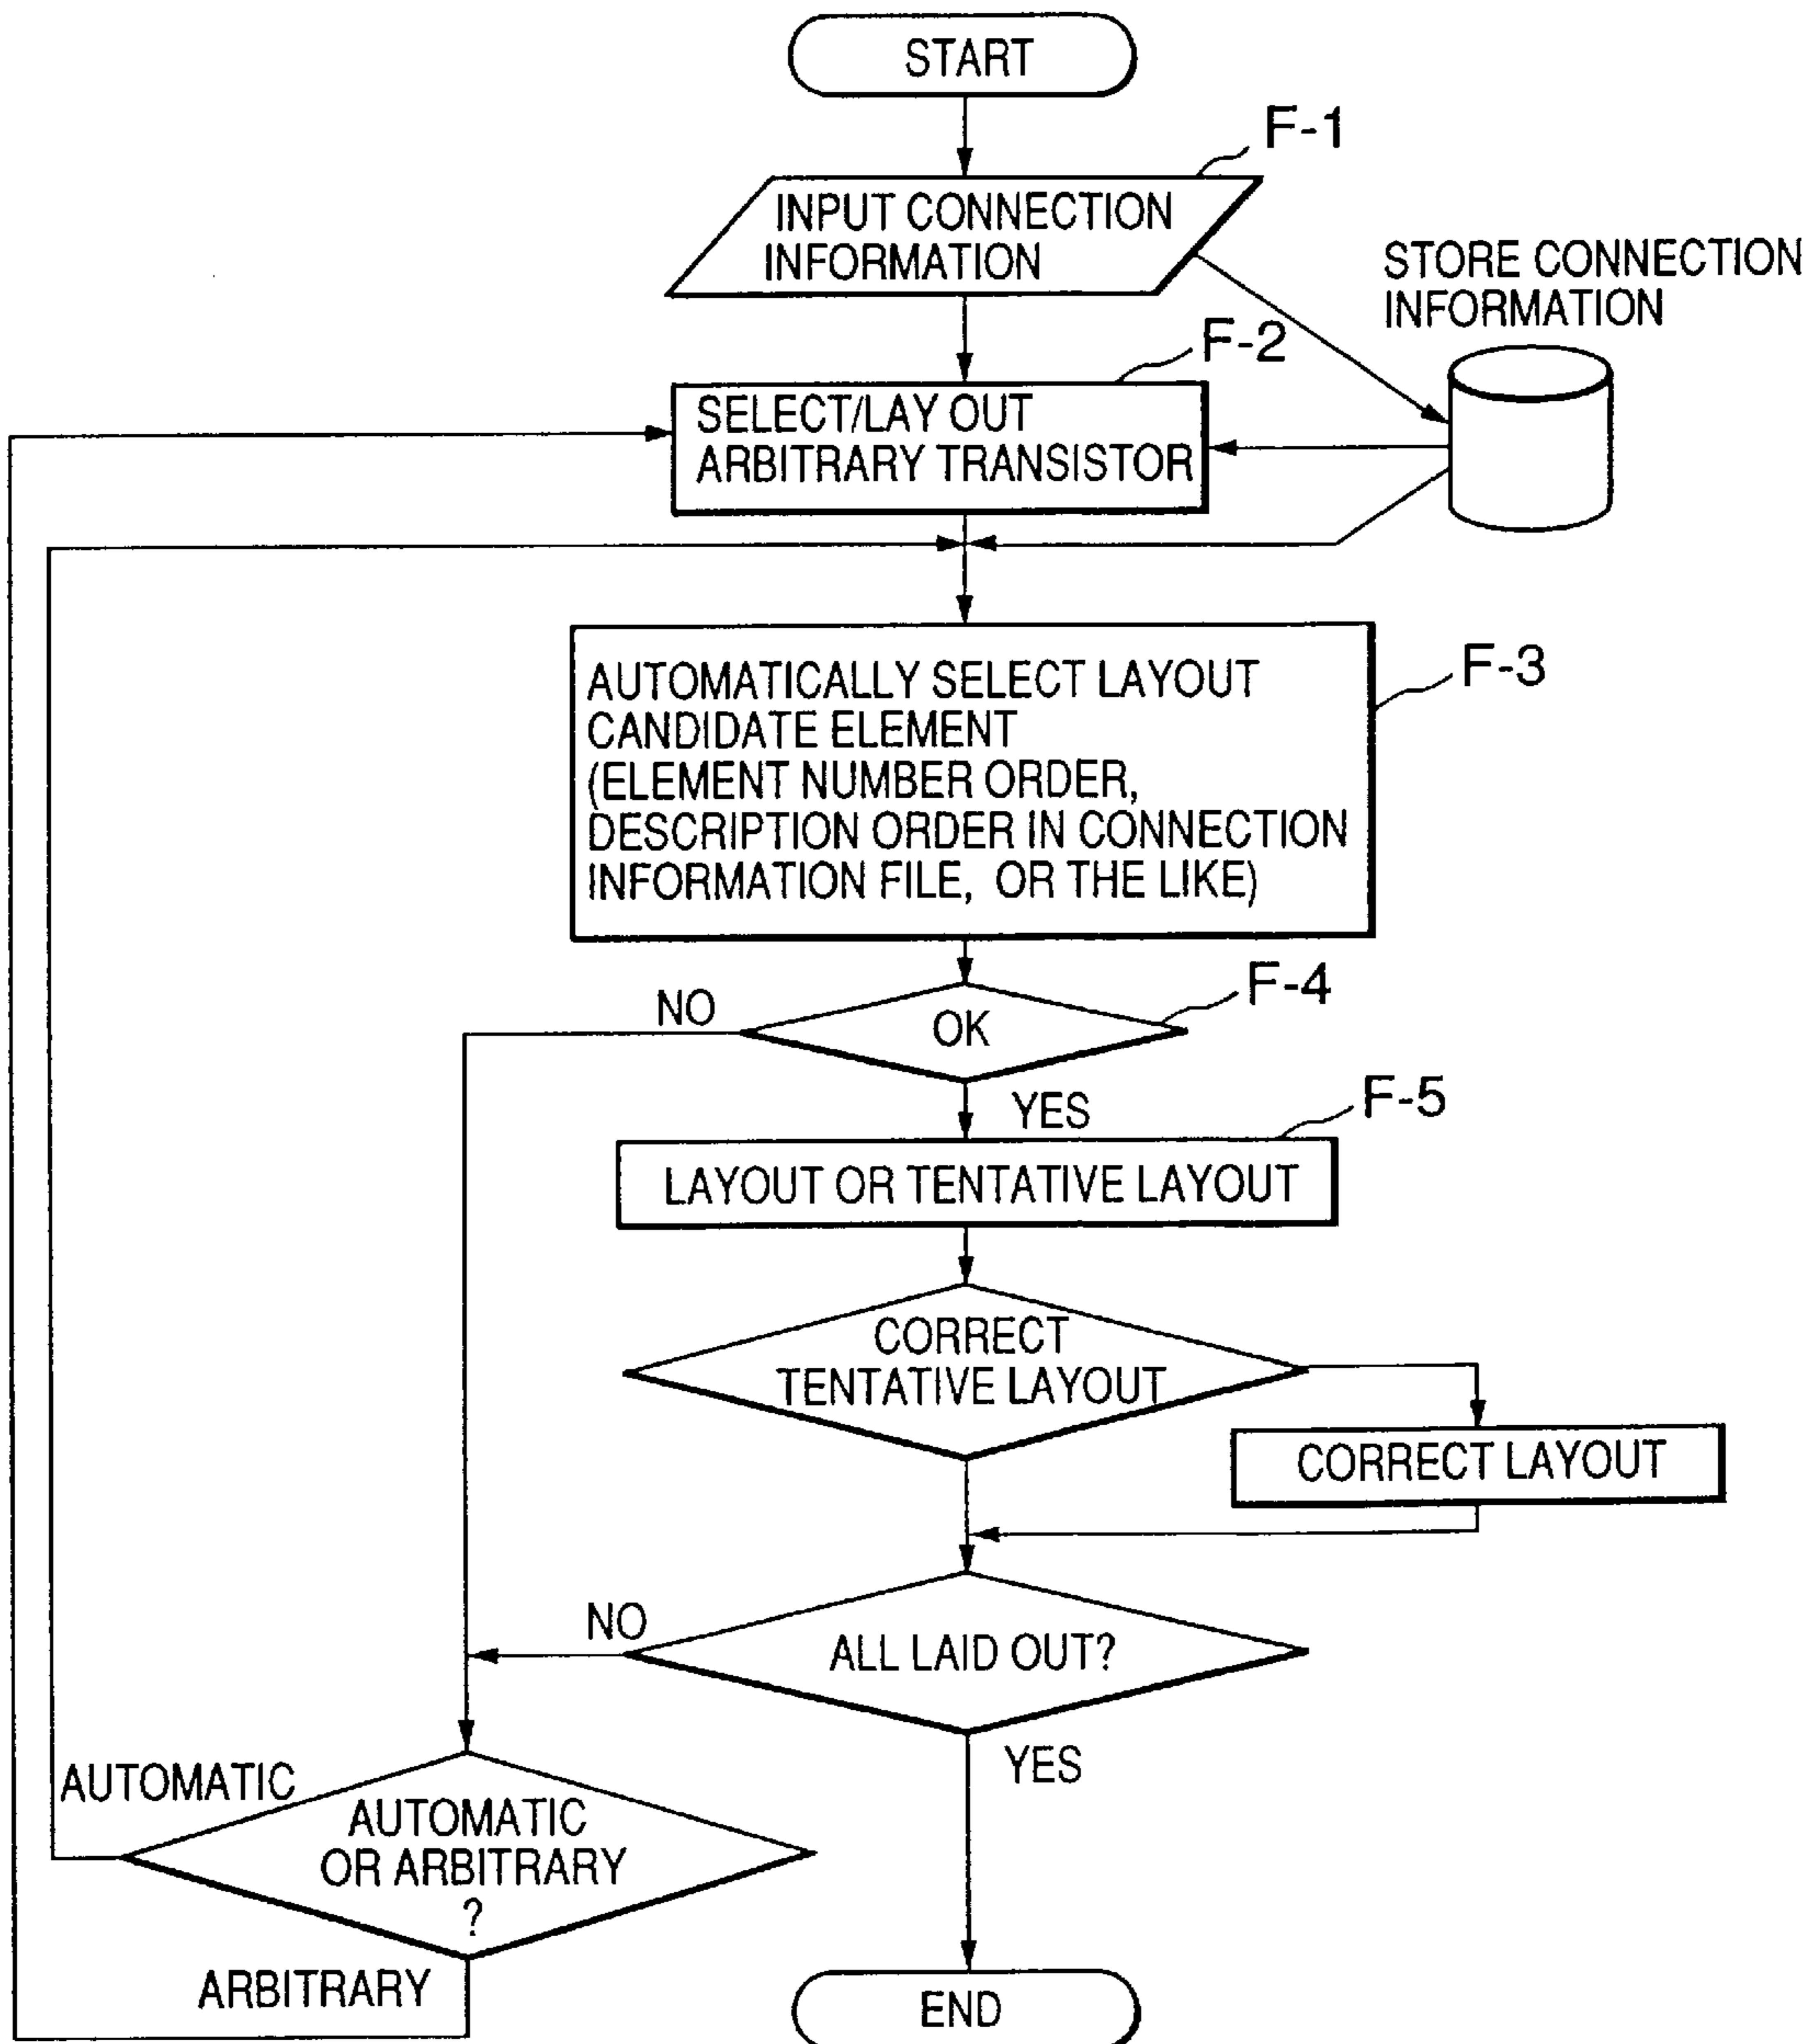 START
F-1
INPUT CONNECTION
INFORMATION
STORE CONNECTION
INFORMATION
F-2
SELECT/LAY OUT
ARBITRARY TRANSISTOR
F-3
AUTOMATICALLY SELECT LAYOUT
CANDIDATE ELEMENT
(ELEMENT NUMBER ORDER,
DESCRIPTION ORDER IN CONNECTION
INFORMATION FILE, OR THE LIKE)
F-4
NO
OK
YES
F-5
LAYOUT OR TENTATIVE LAYOUT
CORRECT
TENTATIVE LAYOUT
CORRECT LAYOUT
NO
ALL LAID OUT?
YES
AUTOMATIC
AUTOMATIC
OR ARBITRARY
?
ARBITRARY
END